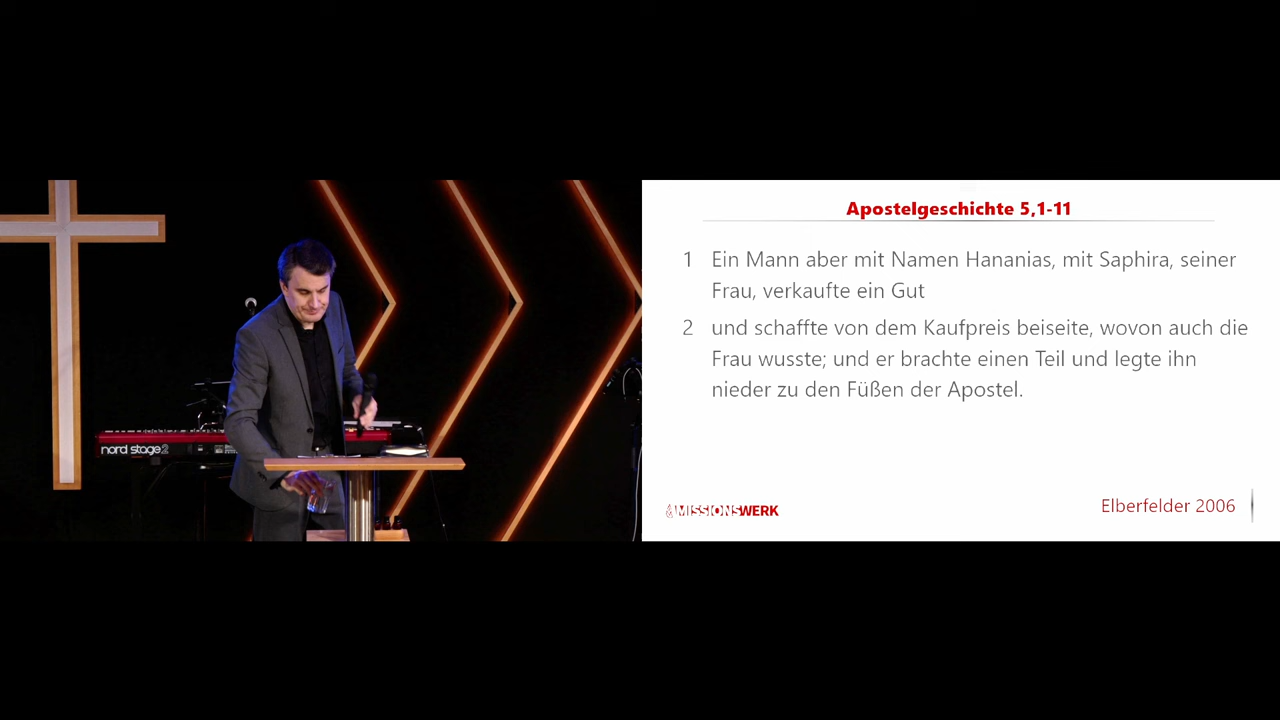 nord stage 2
Apostelgeschichte 5,1-11
1 Ein Mann aber mit Namen Hananias, mit Saphira, seiner
Frau, verkaufte ein Gut
2 und schaffte von dem Kaufpreis beiseite, wovon auch die
Frau wusste; und er brachte einen Teil und legte ihn
nieder zu den Füßen der Apostel.
MISSIONSWERK
Elberfelder 2006